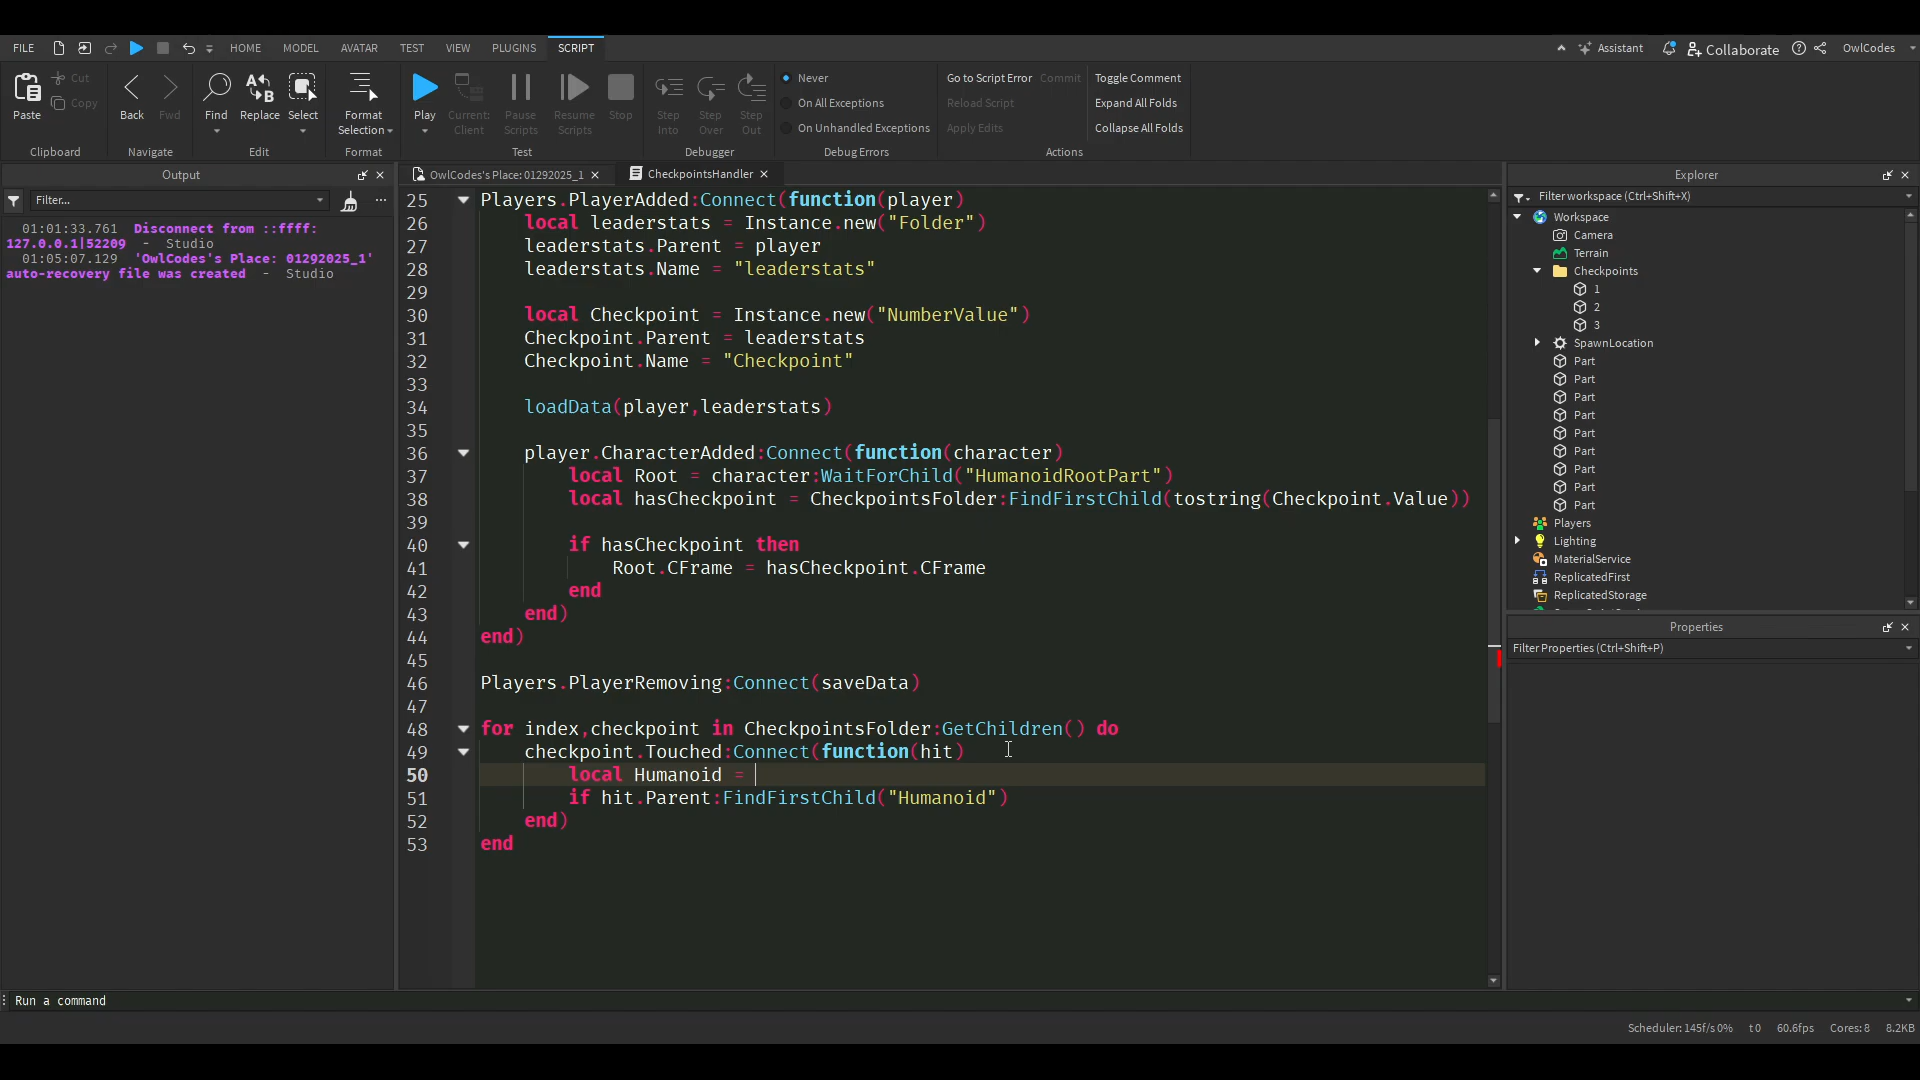 FILE HOME MODEL AVATAR TEST VIEW PLUGINS SCRIPT Assistant Collaborate OwlCodes
Paste Cut Copy
Clipboard
Back Fwd
Navigate
Find Replace Select
Edit
Format Selection
Format
Play Current: Client Pause Scripts Resume Scripts Stop
Test
Step Into Step Over Step Out
Debugger
Never
On All Exceptions
On Unhandled Exceptions
Debug Errors
Go to Script Error Commit Toggle Comment
Reload Script Expand All Folds
Apply Edits Collapse All Folds
Actions
Output
Filter...
01:01:33.761 Disconnect from ::ffff:
127.0.0.1|52209 - Studio
01:05:07.129 'OwlCodes's Place: 01292025_1'
auto-recovery file was created - Studio
OwlCodes's Place: 01292025_1 CheckpointsHandler
25 Players.PlayerAdded:Connect(function(player)
26 local leaderstats = Instance.new("Folder")
27 leaderstats.Parent = player
28 leaderstats.Name = "leaderstats"
29
30 local Checkpoint = Instance.new("NumberValue")
31 Checkpoint.Parent = leaderstats
32 Checkpoint.Name = "Checkpoint"
33
34 loadData(player,leaderstats)
35
36 player.CharacterAdded:Connect(function(character)
37 local Root = character:WaitForChild("HumanoidRootPart")
38 local hasCheckpoint = CheckpointsFolder:FindFirstChild(tostring(Checkpoint.Value))
39
40 if hasCheckpoint then
41 Root.CFrame = hasCheckpoint.CFrame
42 end
43 end)
44 end)
45
46 Players.PlayerRemoving:Connect(saveData)
47
48 for index,checkpoint in CheckpointsFolder:GetChildren() do
49 checkpoint.Touched:Connect(function(hit)
50 local Humanoid =
51 if hit.Parent:FindFirstChild("Humanoid")
52 end)
53 end
Explorer
Filter workspace (Ctrl+Shift+X)
Workspace
Camera
Terrain
Checkpoints
1
2
3
SpawnLocation
Part
Part
Part
Part
Part
Part
Part
Part
Part
Players
Lighting
MaterialService
ReplicatedFirst
ReplicatedStorage
Properties
Filter Properties (Ctrl+Shift+P)
Run a command
Scheduler: 145f/s 0% t 0 60.6fps Cores: 8 8.2KB